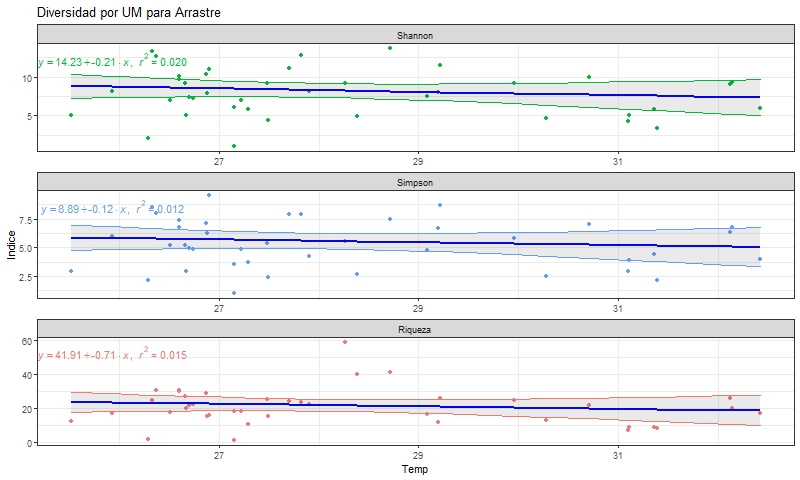 Diversidad por UM para Arrastre
Shannon
y = 14.23 + -0.21 · x, r² = 0.020
10
5
27
29
31
Simpson
y = 8.89 + -0.12 · x, r² = 0.012
7.5
5.0
2.5
27
29
31
Indice
Riqueza
y = 41.91 + -0.71 · x, r² = 0.015
60
40
20
0
27
29
31
Temp